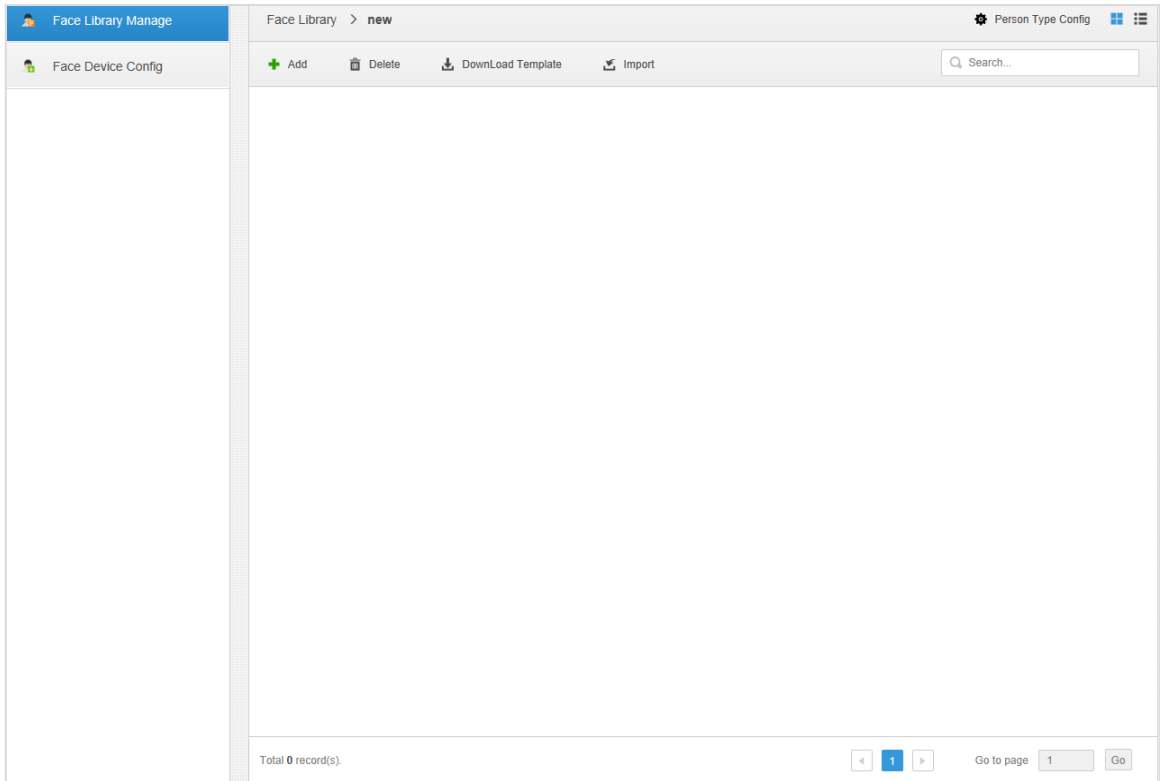 Face Library Manage
Face Device Config
Face Library > new
Person Type Config
Add Delete DownLoad Template Import
Search...
Total 0 record(s).
1
Go to page 1 Go